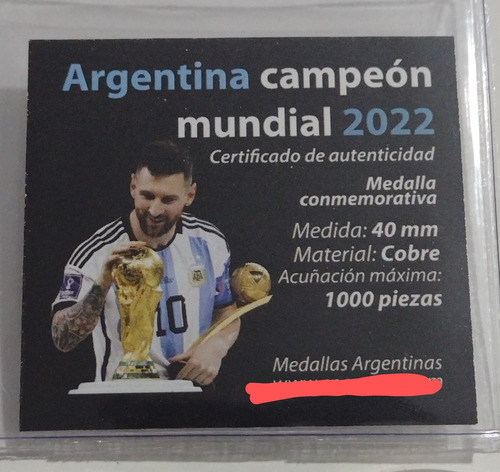 Argentina campeón
mundial 2022
Certificado de autenticidad
Medalla
conmemorativa
Medida: 40 mm
Material: Cobre
Acuñación máxima:
1000 piezas
10
Medallas Argentinas